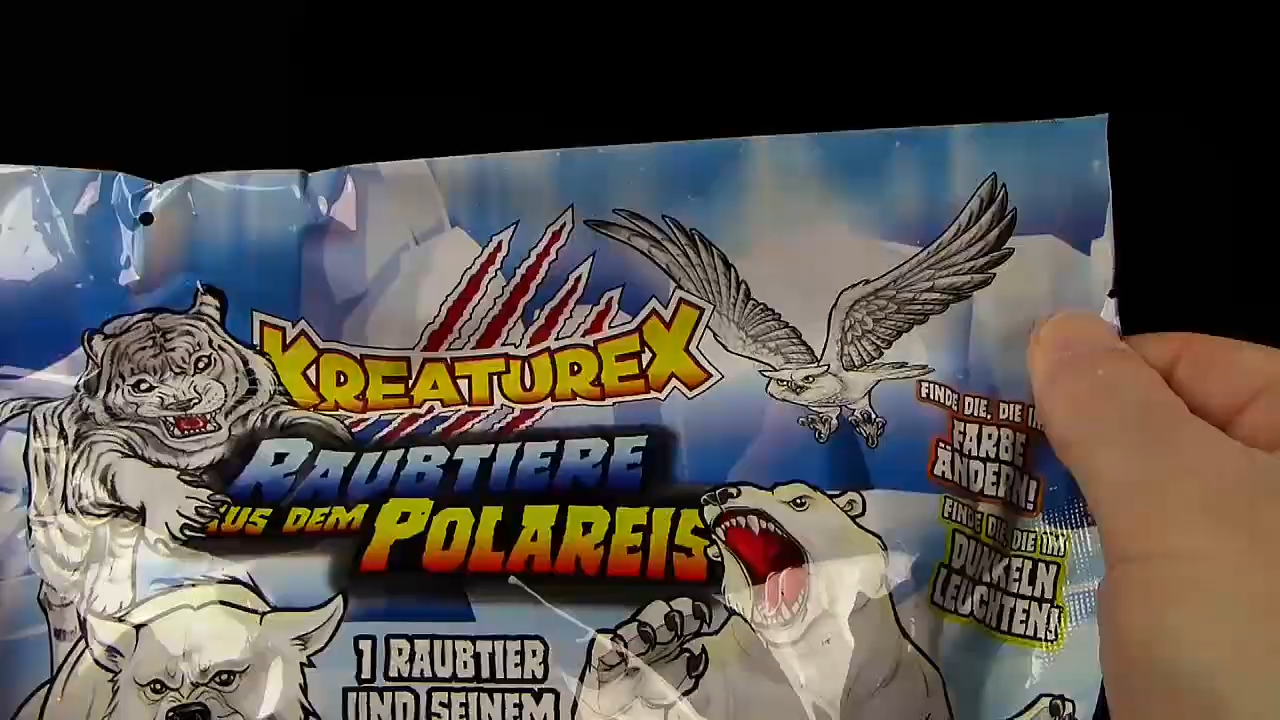 KREATUREX
RAUBTIERE
AUS DEM POLAREIS
FINDE DIE, DIE
FARBE
ÄNDERN!
FINDE DIE, DIE IM
DUNKELN
LEUCHTEN!
1 RAUBTIER
UND SEINEM